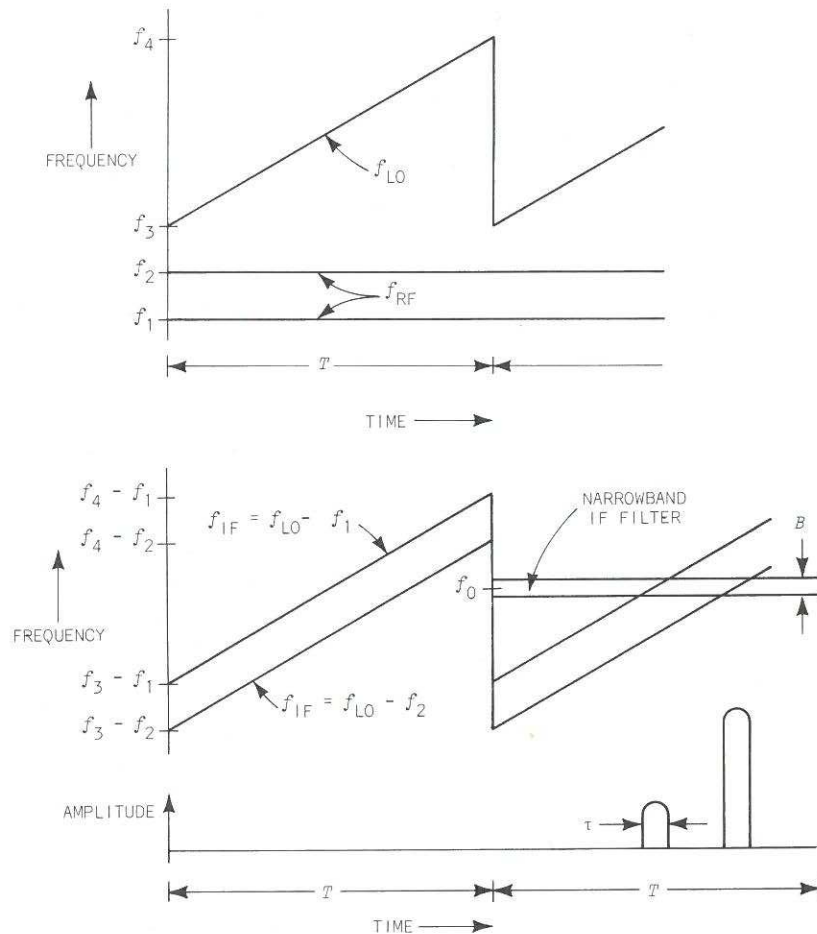 f4
FREQUENCY
fLO
f3
f2
fRF
f1
T
TIME
f4 - f1
fIF = fLO - f1
NARROWBAND
IF FILTER
B
f4 - f2
f0
FREQUENCY
f3 - f1
fIF = fLO - f2
f3 - f2
AMPLITUDE
τ
T
T
TIME